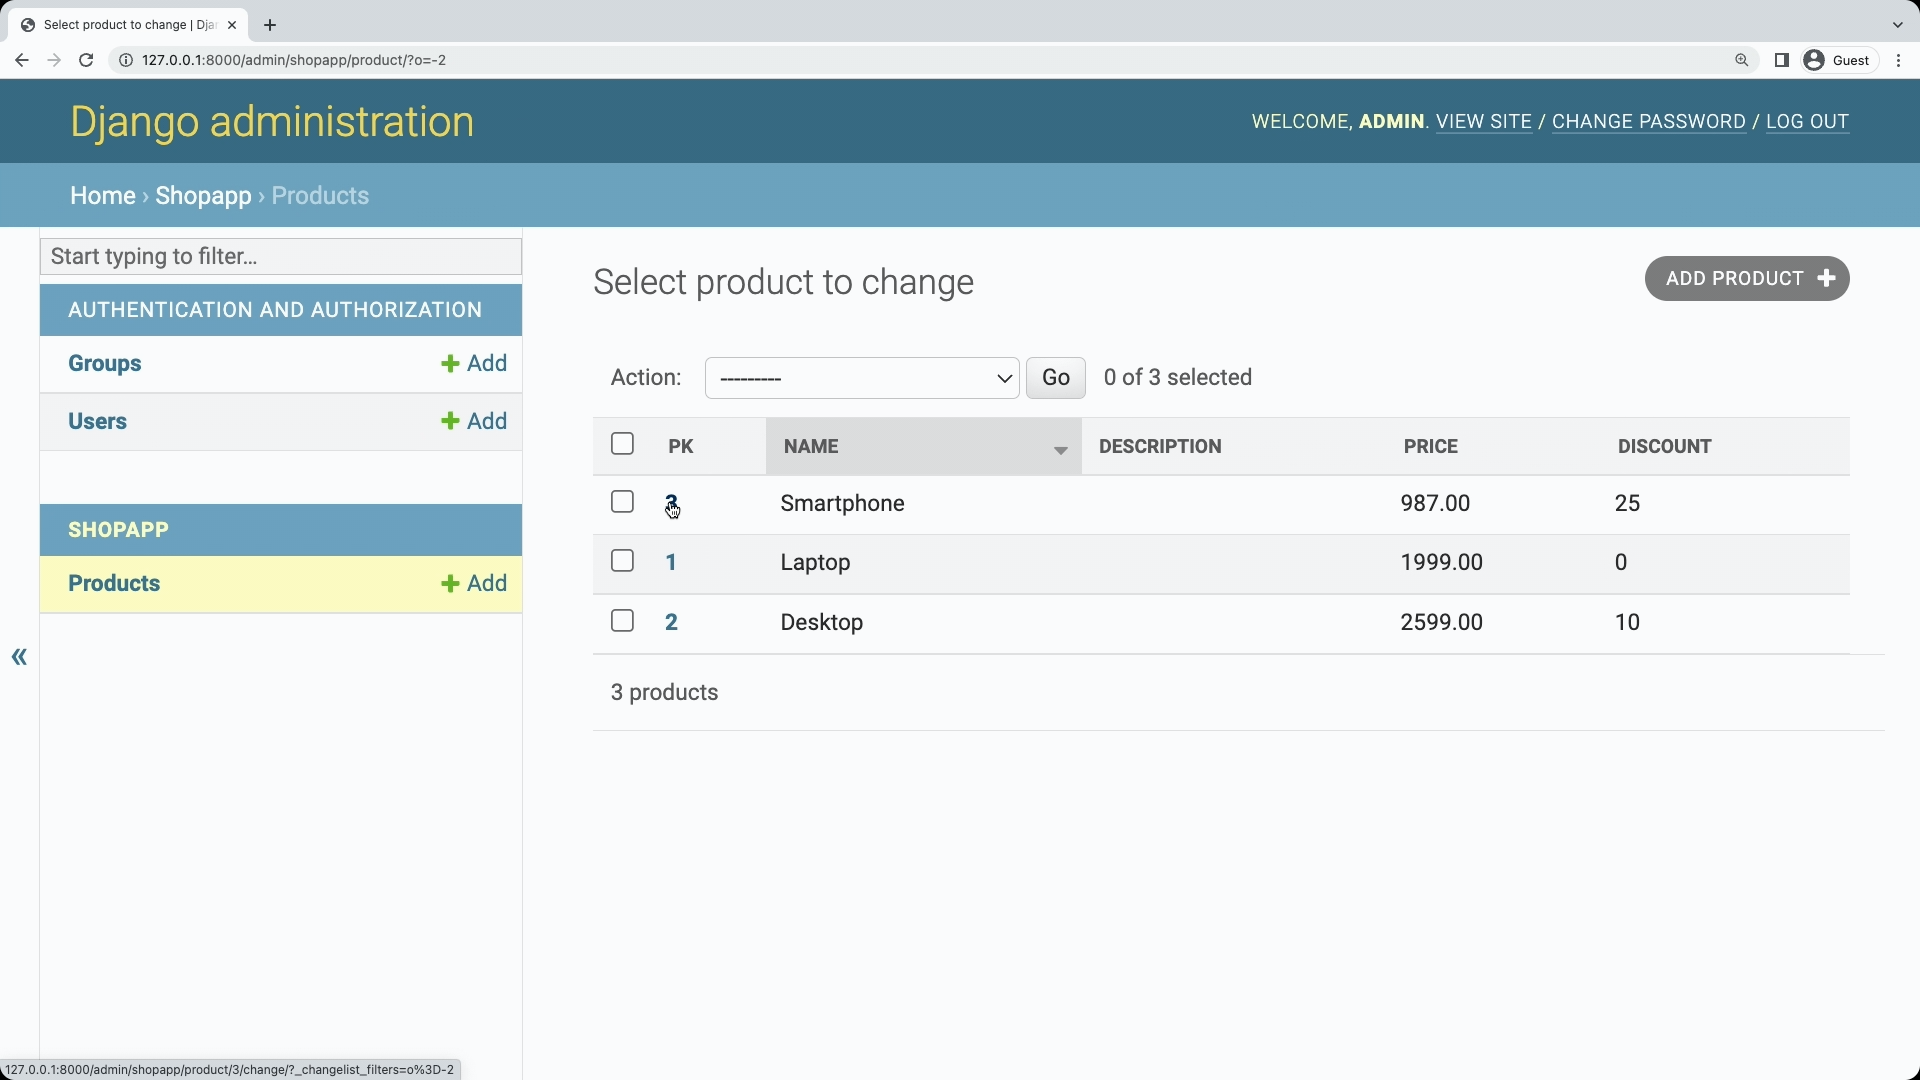 Select product to change | Dja
127.0.0.1:8000/admin/shopapp/product/?o=-2
Guest
Django administration
WELCOME, ADMIN. VIEW SITE / CHANGE PASSWORD / LOG OUT
Home › Shopapp › Products
Start typing to filter...
AUTHENTICATION AND AUTHORIZATION
Groups
Add
Users
Add
SHOPAPP
Products
Add
«
Select product to change
ADD PRODUCT
Action: --------- Go 0 of 3 selected
PK NAME DESCRIPTION PRICE DISCOUNT
3 Smartphone 987.00 25
1 Laptop 1999.00 0
2 Desktop 2599.00 10
3 products
127.0.0.1:8000/admin/shopapp/product/3/change/?_changelist_filters=o%3D-2